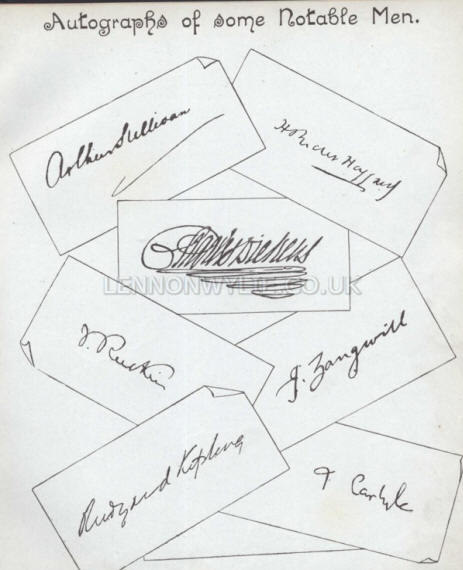 Autographs of some Notable Men.
Arthur Sullivan
H Rider Haggard
Charles Dickens
LENNONWYLIE.CO.UK
J. Ruskin
I. Zangwill
Rudyard Kipling
T Carlyle